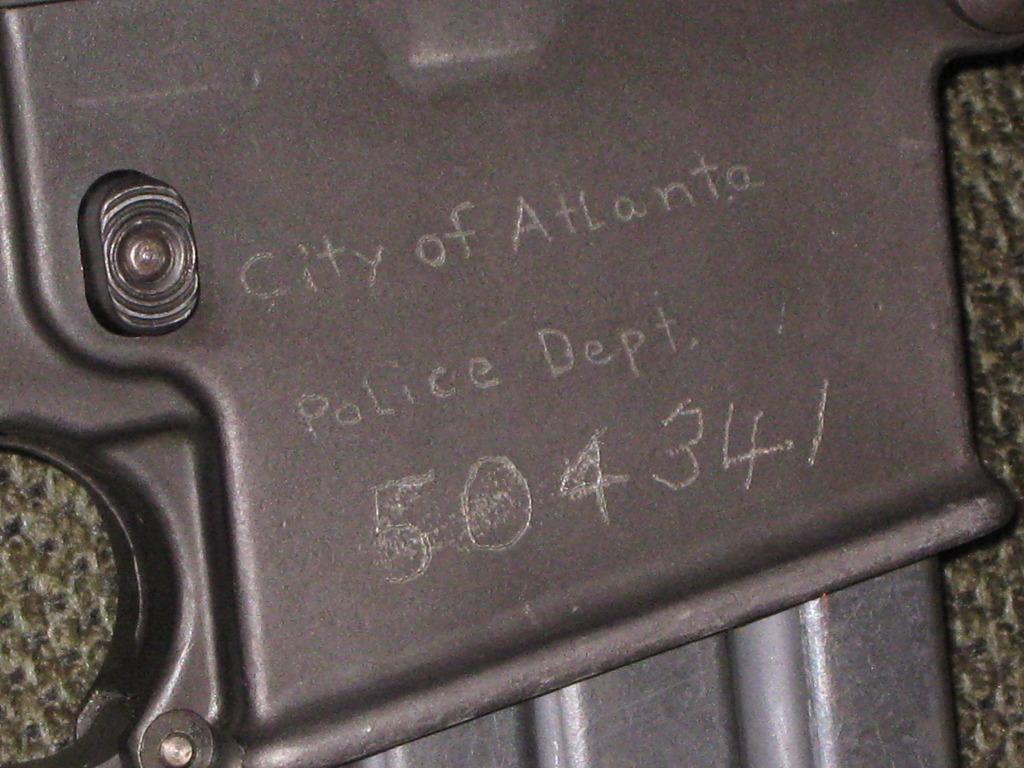 City of Atlanta
Police Dept.
504341